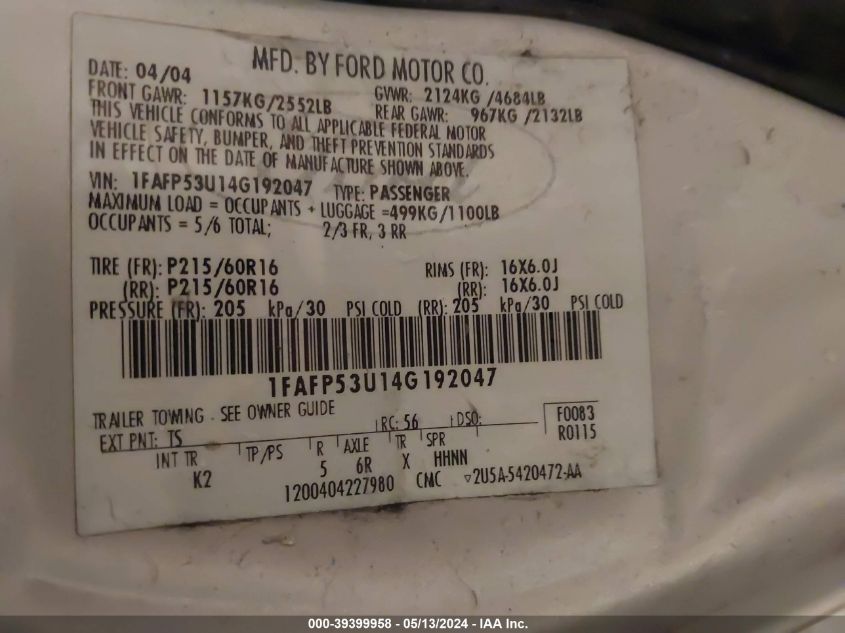 MFD. BY FORD MOTOR CO.
DATE: 04/04
FRONT GAWR: 1157KG/2552LB GVWR: 2124KG /4684LB
REAR GAWR: 967KG /2132LB
THIS VEHICLE CONFORMS TO ALL APPLICABLE FEDERAL MOTOR
VEHICLE SAFETY, BUMPER, AND THEFT PREVENTION STANDARDS
IN EFFECT ON THE DATE OF MANUFACTURE SHOWN ABOVE.
VIN: 1FAFP53U14G192047 TYPE: PASSENGER
MAXIMUM LOAD = OCCUPANTS + LUGGAGE =499KG/1100LB
OCCUPANTS = 5/6 TOTAL; 2/3 FR, 3 RR
TIRE (FR): P215/60R16 RIMS (FR): 16X6.0J
(RR): P215/60R16 (RR): 16X6.0J
PRESSURE (FR): 205 kPa/30 PSI COLD (RR): 205 kPa/30 PSI COLD
1FAFP53U14G192047
TRAILER TOWING - SEE OWNER GUIDE
EXT PNT: TS RC: 56 DSO: F0083
R0115
INT TR TP/PS R AXLE TR SPR
K2 5 6R X HHNN
1200404227980 CMC ▽2U5A-5420472-AA
000-39399958 - 05/13/2024 - IAA Inc.